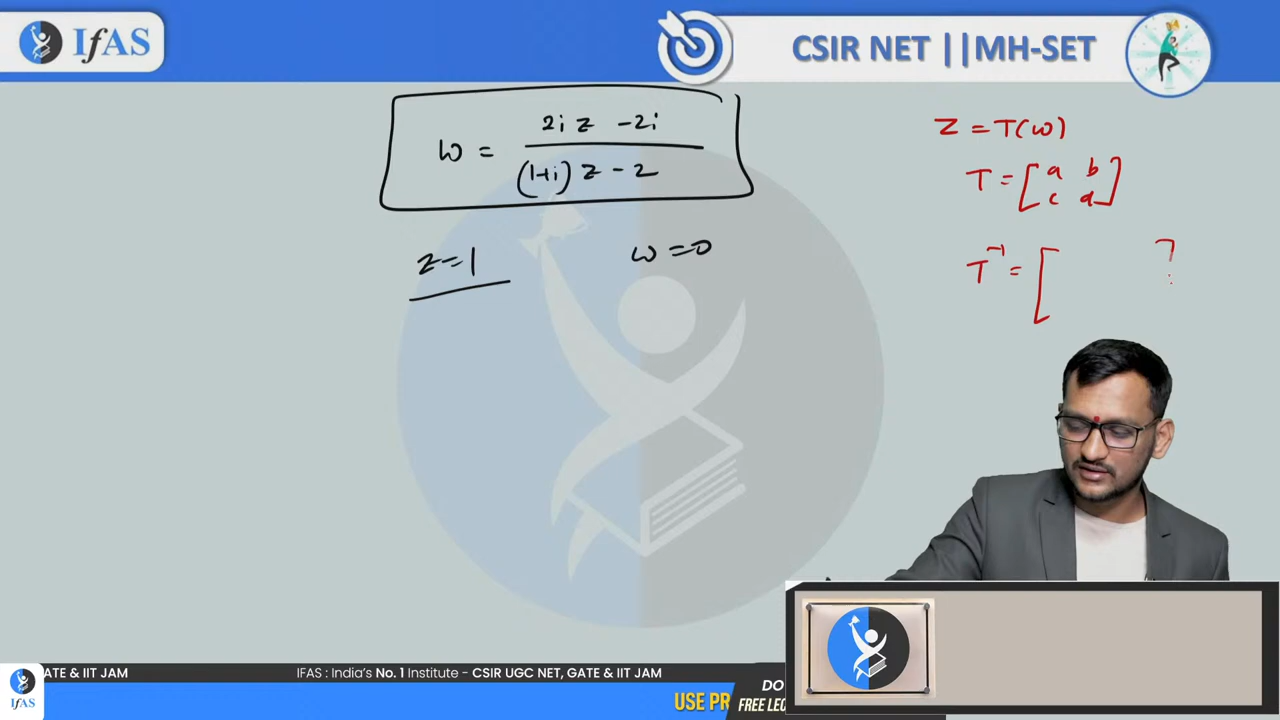 IfAS
CSIR NET ||MH-SET
w = 2i z - 2i / (1+i) z - 2
z = 1
w = 0
z = T(w)
T = [a b
c d]
T⁻¹ = [ ]
ATE & IIT JAM
IFAS : India's No. 1 Institute - CSIR UGC NET, GATE & IIT JAM
IfAS
USE PR
DO
FREE LEC